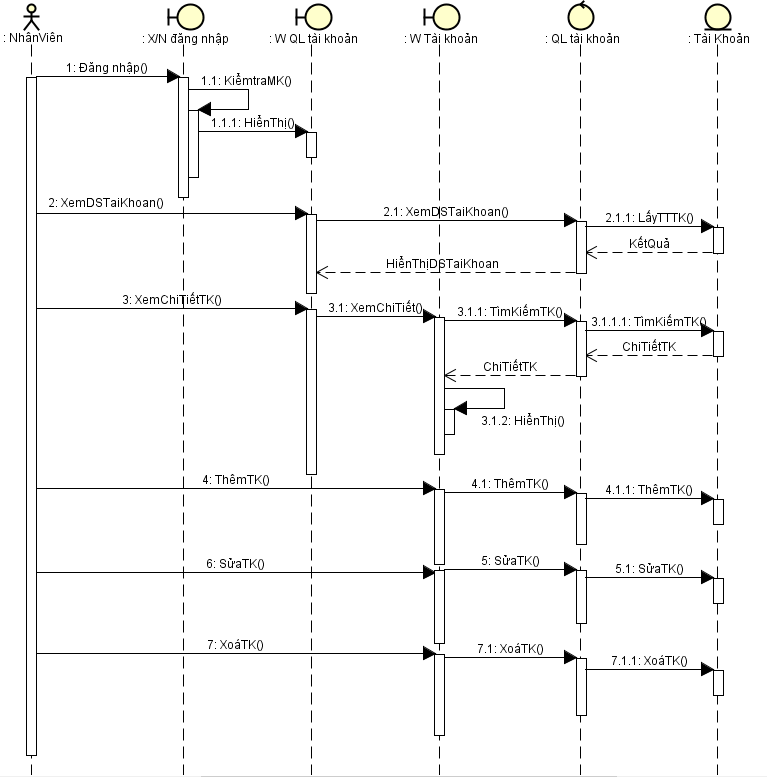 : NhânViên
: X/N đăng nhập
: W QL tài khoản
: W Tài khoản
: QL tài khoản
: Tài Khoản
1: Đăng nhập()
1.1: KiểmtraMK()
1.1.1: HiểnThị()
2: XemDSTaiKhoan()
2.1: XemDSTaiKhoan()
2.1.1: LấyTTTK()
KếtQuả
HiểnThịDSTaiKhoan
3: XemChiTiếtTK()
3.1: XemChiTiết()
3.1.1: TìmKiếmTK()
3.1.1.1: TìmKiếmTK()
ChiTiếtTK
ChiTiếtTK
3.1.2: HiểnThị()
4: ThêmTK()
4.1: ThêmTK()
4.1.1: ThêmTK()
6: SửaTK()
5: SửaTK()
5.1: SửaTK()
7: XoáTK()
7.1: XoáTK()
7.1.1: XoáTK()